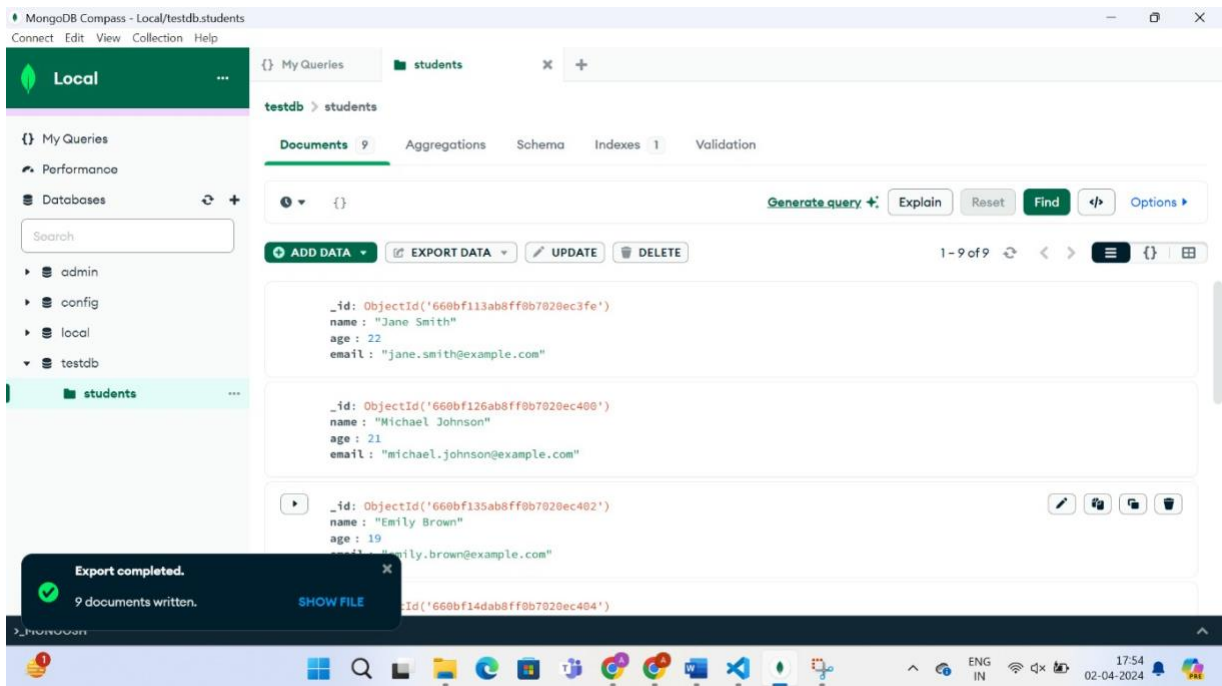 MongoDB Compass - Local/testdb.students
Connect Edit View Collection Help
Local
{} My Queries
students
testdb > students
My Queries
Performance
Databases
Search
admin
config
local
testdb
students
Documents 9
Aggregations
Schema
Indexes 1
Validation
{}
Generate query
Explain
Reset
Find
</>
Options
ADD DATA
EXPORT DATA
UPDATE
DELETE
1 - 9 of 9
{}
_id: ObjectId('660bf113ab8ff0b7020ec3fe')
name : "Jane Smith"
age : 22
email : "jane.smith@example.com"
_id: ObjectId('660bf126ab8ff0b7020ec400')
name : "Michael Johnson"
age : 21
email : "michael.johnson@example.com"
_id: ObjectId('660bf135ab8ff0b7020ec402')
name : "Emily Brown"
age : 19
"emily.brown@example.com"
Id('660bf14dab8ff0b7020ec404')
Export completed.
9 documents written.
SHOW FILE
>_MONGOSH
1
ENG
IN
17:54
02-04-2024
PRE